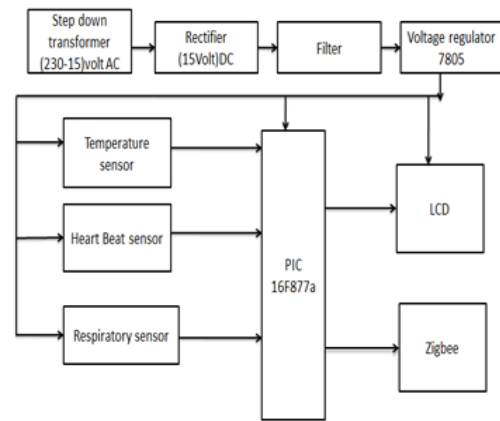 Step down
transformer
(230-15)volt AC
Rectifier
(15Volt)DC
Filter
Voltage regulator
7805
Temperature
sensor
Heart Beat sensor
Respiratory sensor
PIC
16F877a
LCD
Zigbee